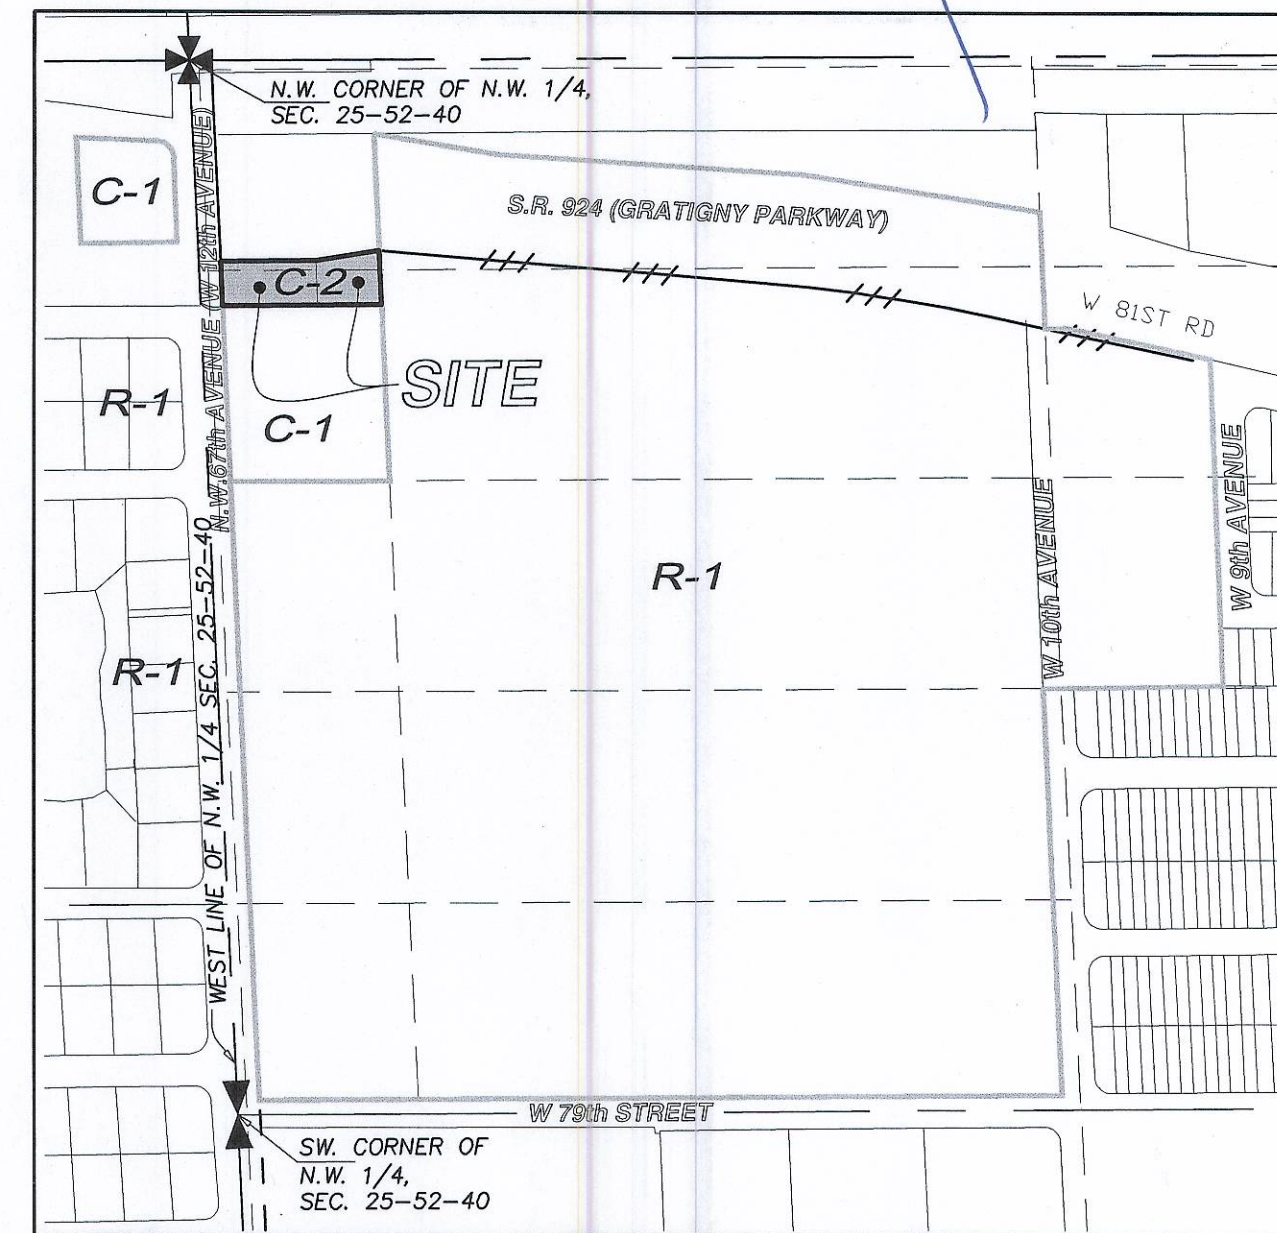 N.W. CORNER OF N.W. 1/4,
SEC. 25-52-40
C-1
N.W.67th AVENUE (W 12th AVENUE)
S.R. 924 (GRATIGNY PARKWAY)
C-2
W 81ST RD
SITE
R-1
C-1
W 9th AVENUE
W 10th AVENUE
R-1
R-1
WEST LINE OF N.W. 1/4 SEC. 25-52-40
W 79th STREET
SW. CORNER OF
N.W. 1/4,
SEC. 25-52-40